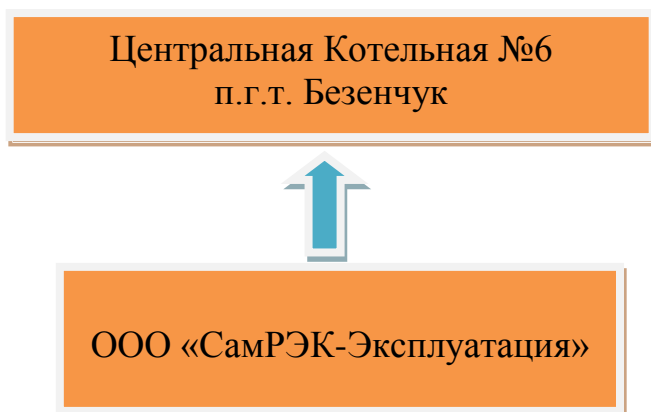 Центральная Котельная №6
п.г.т. Безенчук
ООО «СамРЭК-Эксплуатация»